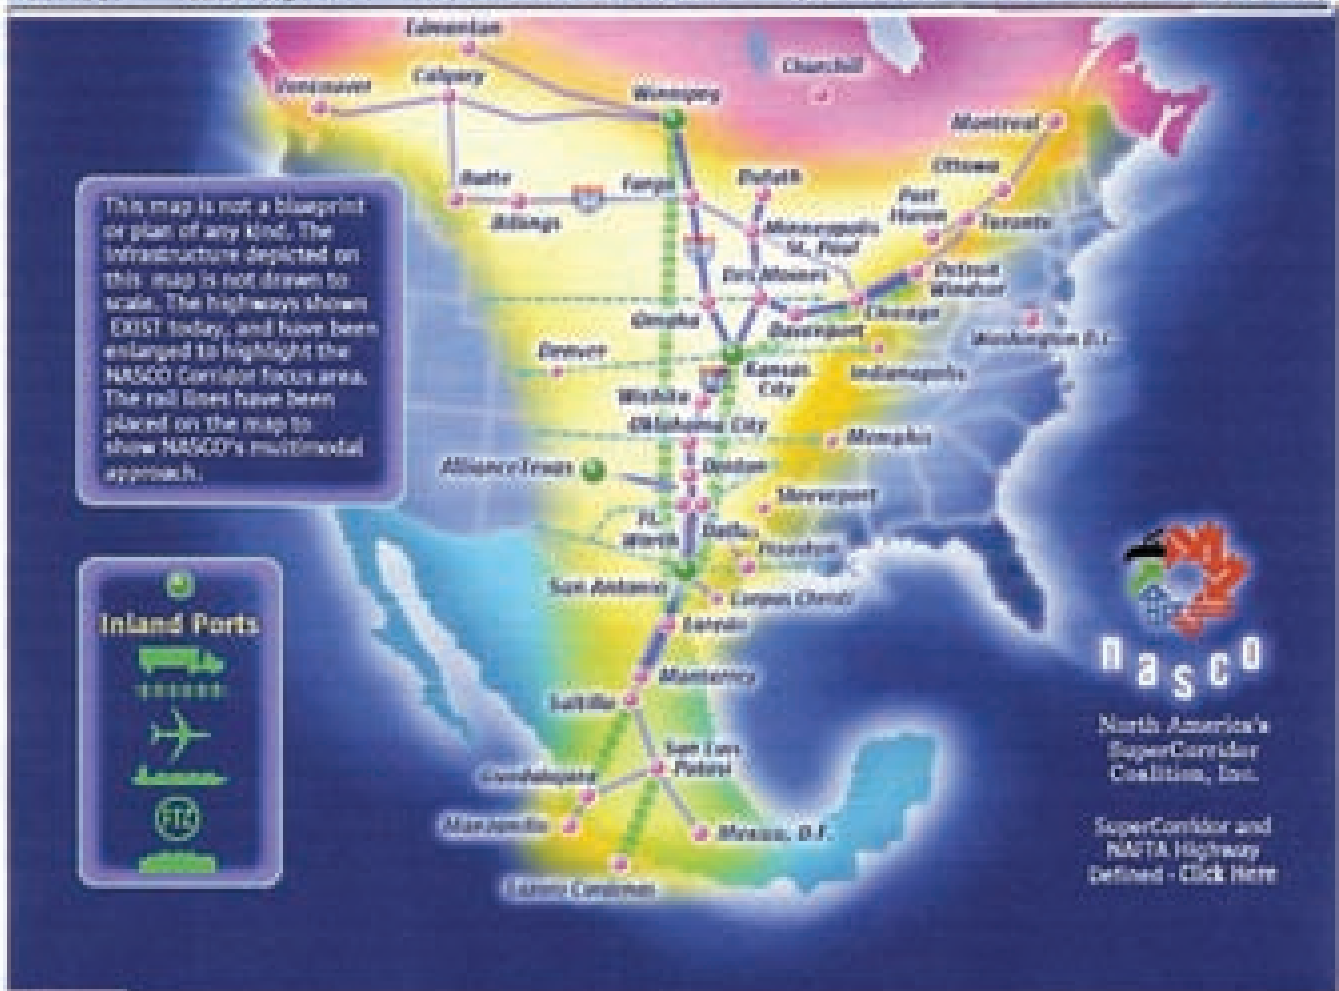 Edmonton
Calgary
Vancouver
Winnipeg
Churchill
Montreal
Ottawa
Port
Huron
Toronto
Butte
Billings
Fargo
Duluth
Minneapolis
St. Paul
Des Moines
Detroit
Windsor
Omaha
Davenport
Chicago
Washington D.C.
Denver
Kansas
City
Indianapolis
Wichita
Oklahoma City
Memphis
Alliance Texas
Denton
Shreveport
Ft.
Worth
Dallas
Houston
San Antonio
Corpus Christi
Laredo
Monterrey
Saltillo
San Luis
Potosi
Guadalajara
Manzanillo
Mexico, D.F.
Lazaro Cardenas
This map is not a blueprint
or plan of any kind. The
infrastructure depicted on
this map is not drawn to
scale. The highways shown
EXIST today, and have been
enlarged to highlight the
NASCO Corridor focus area.
The rail lines have been
placed on the map to
show NASCO's multimodal
approach.
Inland Ports
FTZ
nasco
North America's
SuperCorridor
Coalition, Inc.
SuperCorridor and
NAFTA Highway
Defined - Click Here